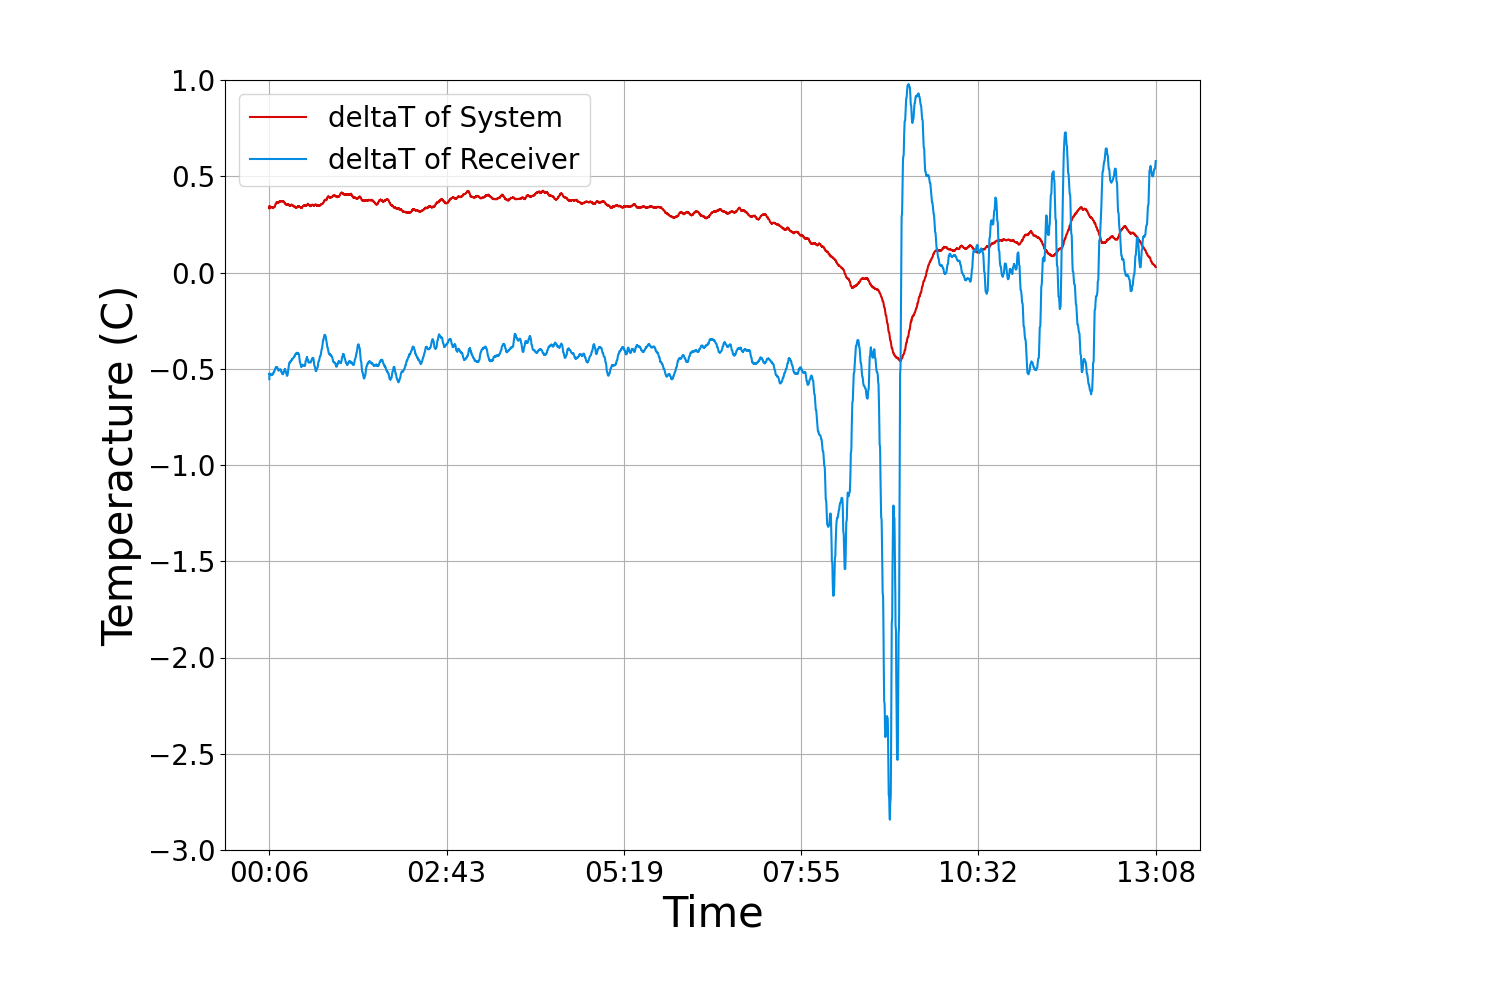 1.0
0.5
0.0
−0.5
−1.0
−1.5
−2.0
−2.5
−3.0
Temperacture (C)
deltaT of System
deltaT of Receiver
00:06 02:43 05:19 07:55 10:32 13:08
Time